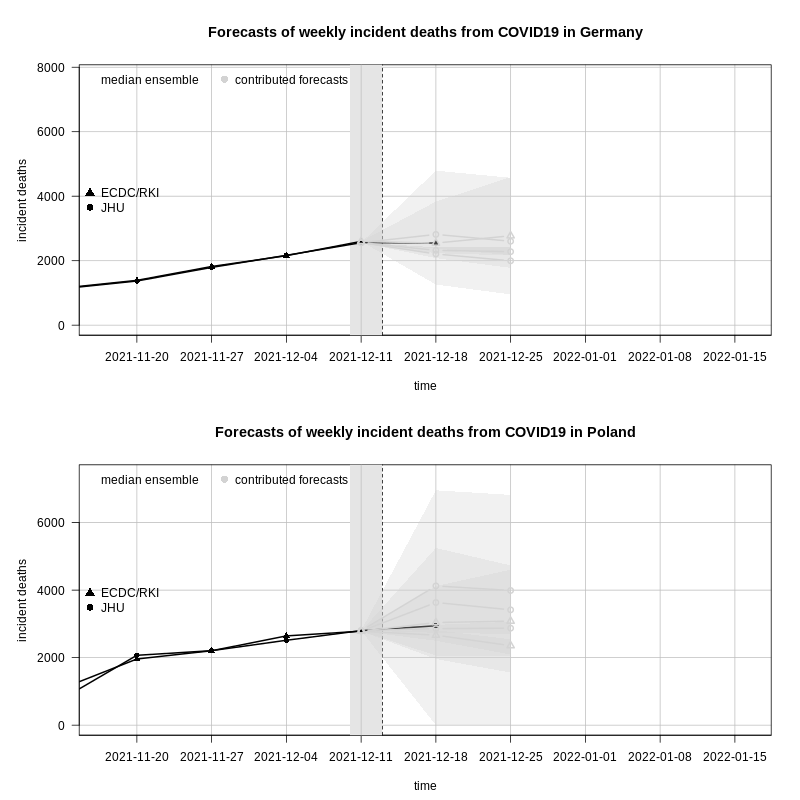 Forecasts of weekly incident deaths from COVID19 in Germany
8000
median ensemble contributed forecasts
6000
incident deaths
4000
ECDC/RKI
JHU
2000
0
2021-11-20 2021-11-27 2021-12-04 2021-12-11 2021-12-18 2021-12-25 2022-01-01 2022-01-08 2022-01-15
time
Forecasts of weekly incident deaths from COVID19 in Poland
median ensemble contributed forecasts
6000
incident deaths
4000
ECDC/RKI
JHU
2000
0
2021-11-20 2021-11-27 2021-12-04 2021-12-11 2021-12-18 2021-12-25 2022-01-01 2022-01-08 2022-01-15
time